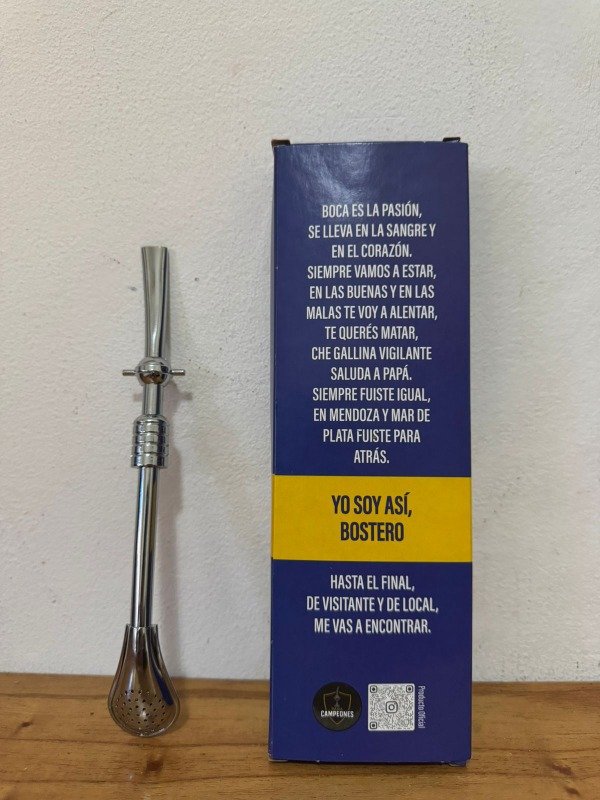 BOCA ES LA PASIÓN,
SE LLEVA EN LA SANGRE Y
EN EL CORAZÓN.
SIEMPRE VAMOS A ESTAR,
EN LAS BUENAS Y EN LAS
MALAS TE VOY A ALENTAR,
TE QUERÉS MATAR,
CHE GALLINA VIGILANTE
SALUDA A PAPÁ.
SIEMPRE FUISTE IGUAL,
EN MENDOZA Y MAR DE
PLATA FUISTE PARA
ATRÁS.
YO SOY ASÍ,
BOSTERO
HASTA EL FINAL,
DE VISITANTE Y DE LOCAL,
ME VAS A ENCONTRAR.
CAMPEONES
Producto Oficial